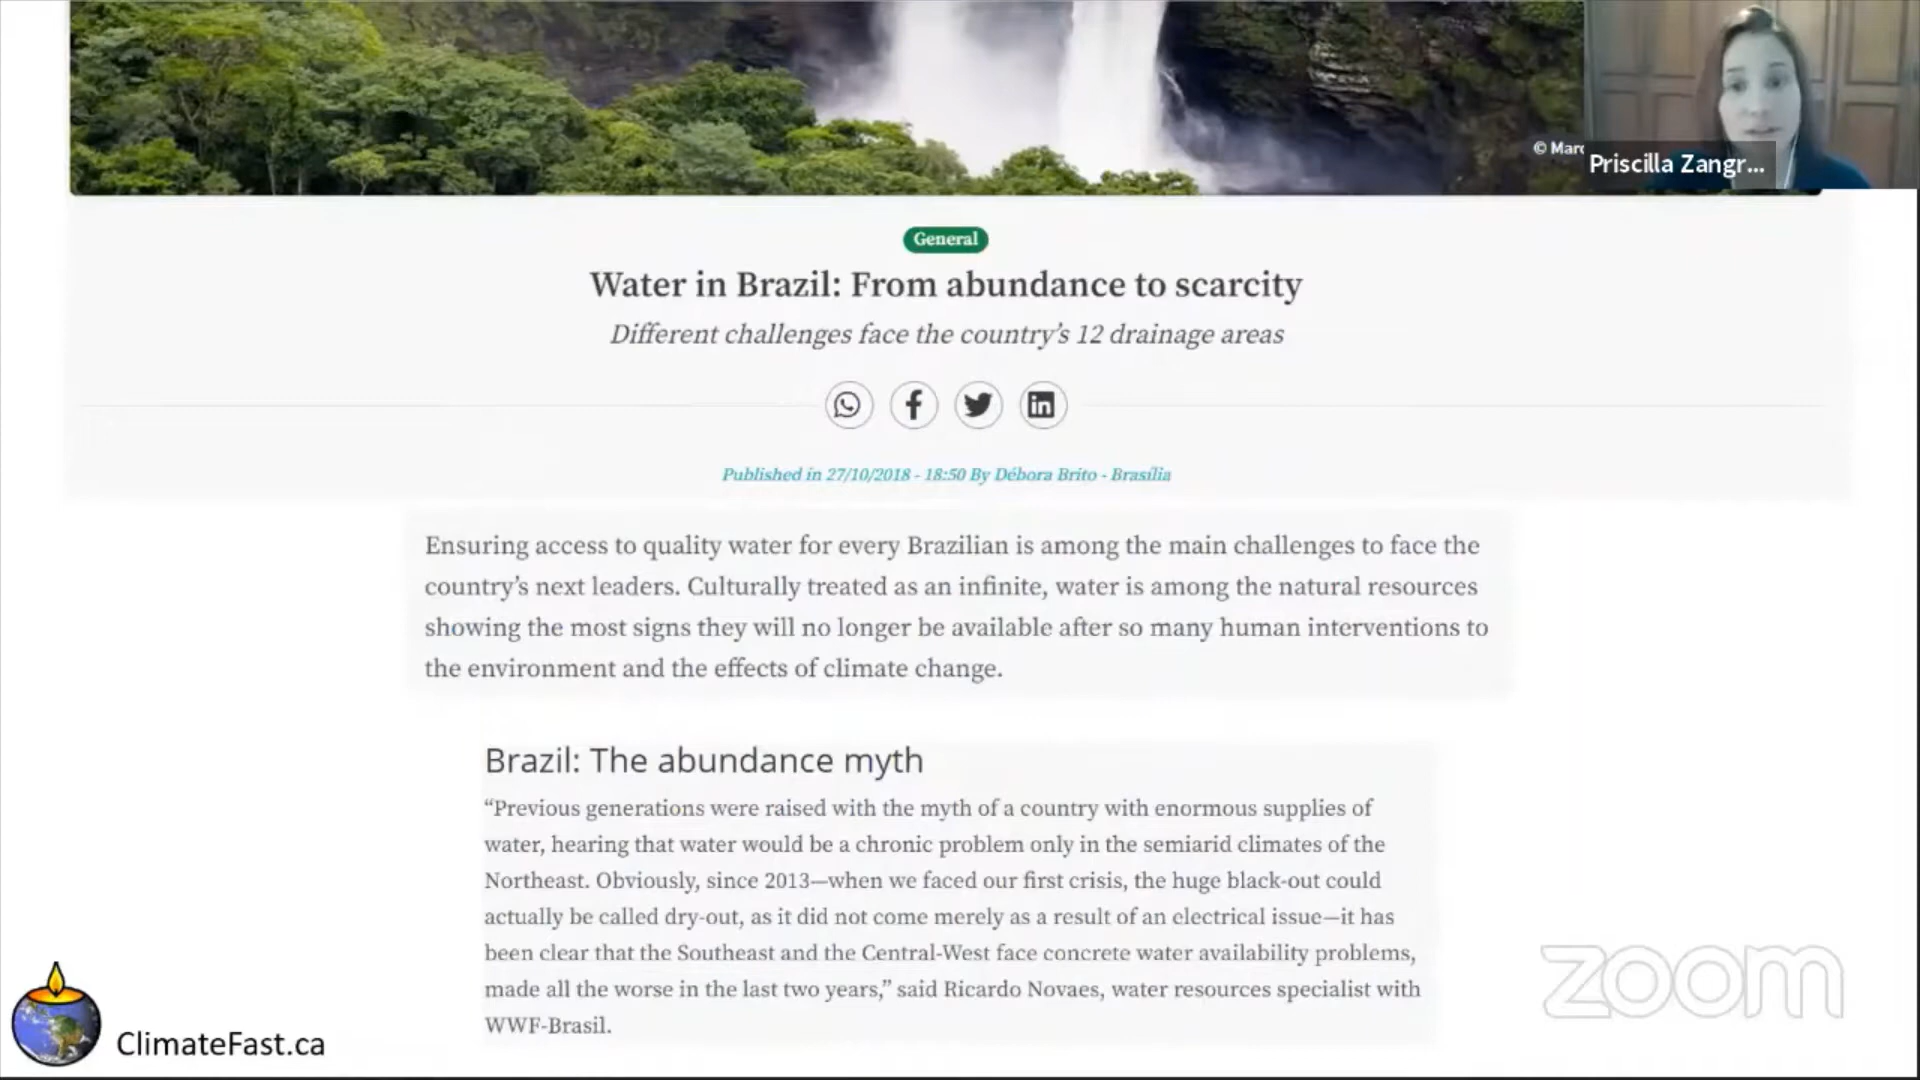 © Marc
Priscilla Zangr...
General
Water in Brazil: From abundance to scarcity
Different challenges face the country's 12 drainage areas
Published in 27/10/2018 - 18:50 By Débora Brito - Brasília
Ensuring access to quality water for every Brazilian is among the main challenges to face the
country's next leaders. Culturally treated as an infinite, water is among the natural resources
showing the most signs they will no longer be available after so many human interventions to
the environment and the effects of climate change.
Brazil: The abundance myth
“Previous generations were raised with the myth of a country with enormous supplies of
water, hearing that water would be a chronic problem only in the semiarid climates of the
Northeast. Obviously, since 2013—when we faced our first crisis, the huge black-out could
actually be called dry-out, as it did not come merely as a result of an electrical issue—it has
been clear that the Southeast and the Central-West face concrete water availability problems,
made all the worse in the last two years,” said Ricardo Novaes, water resources specialist with
WWF-Brasil.
zoom
ClimateFast.ca